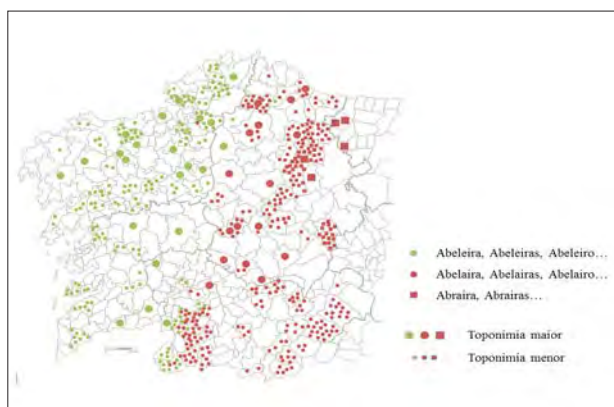 Abeleira, Abeleiras, Abeleiro…
Abelaira, Abelairas, Abelairo…
Abraira, Abrairas…
Toponimia maior
Toponimia menor